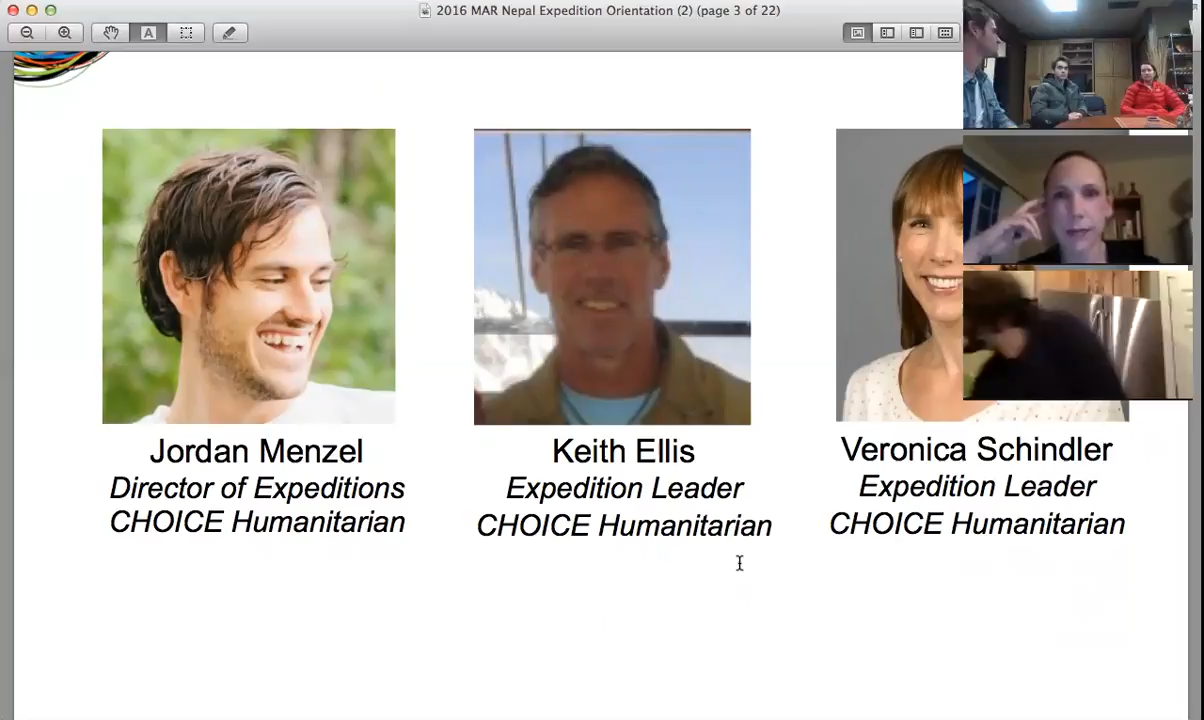 2016 MAR Nepal Expedition Orientation (2) (page 3 of 22)
A
Jordan Menzel
Director of Expeditions
CHOICE Humanitarian
Keith Ellis
Expedition Leader
CHOICE Humanitarian
Veronica Schindler
Expedition Leader
CHOICE Humanitarian